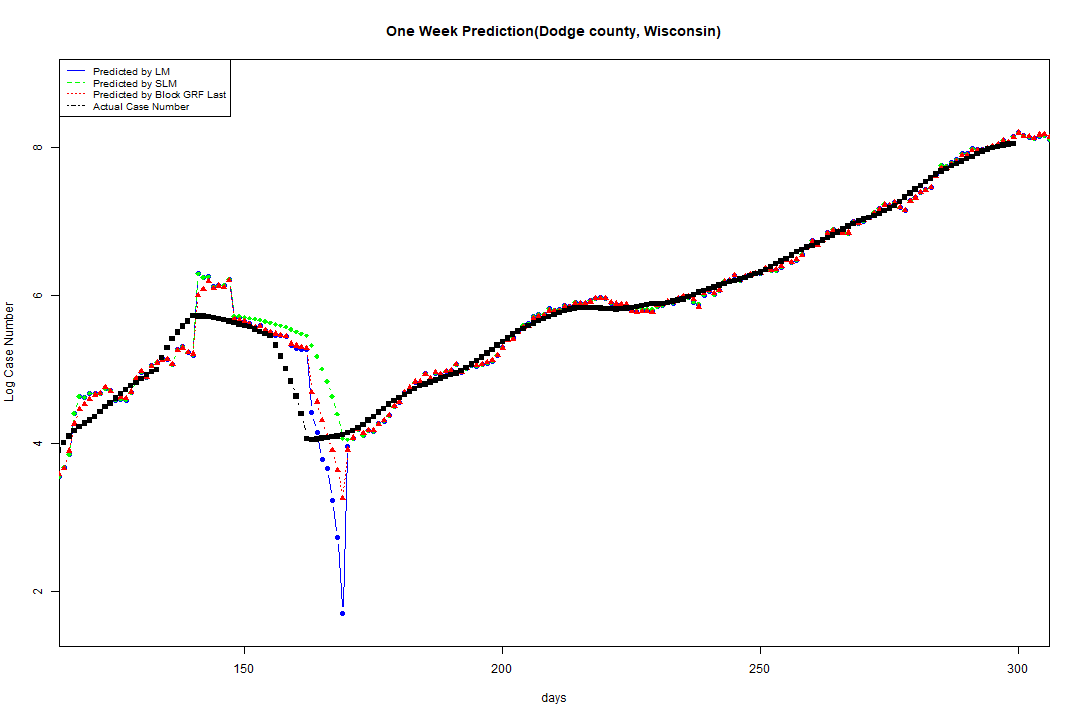 One Week Prediction(Dodge county, Wisconsin)
Predicted by LM
Predicted by SLM
Predicted by Block GRF Last
Actual Case Number
Log Case Number
8
6
4
2
150
200
250
300
days